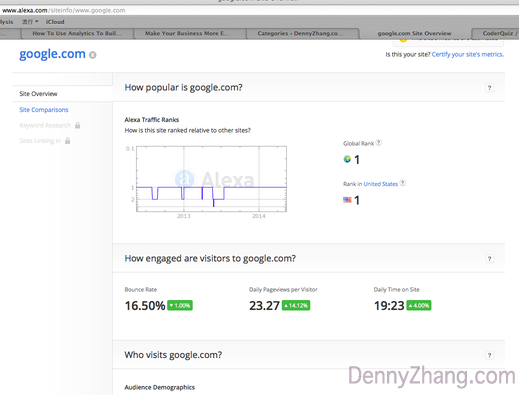 google.com Site Overview
www.alexa.com/siteinfo/www.google.com
alysis 流行 iCloud
How To Use Analytics To Buil... Make Your Business More E... Categories « DennyZhang.co... google.com Site Overview CoderQuiz /
google.com
Is this your site? Certify your site's metrics.
Site Overview
Site Comparisons
Keyword Research
Sites Linking In
How popular is google.com? ?
Alexa Traffic Ranks
How is this site ranked relative to other sites?
Global Rank ?
1
Rank in United States ?
1
0.1
1
2
Alexa
2013 2014
How engaged are visitors to google.com? ?
Bounce Rate Daily Pageviews per Visitor Daily Time on Site
16.50% 1.00% 23.27 14.12% 19:23 4.00%
Who visits google.com? ?
Audience Demographics
DennyZhang.com